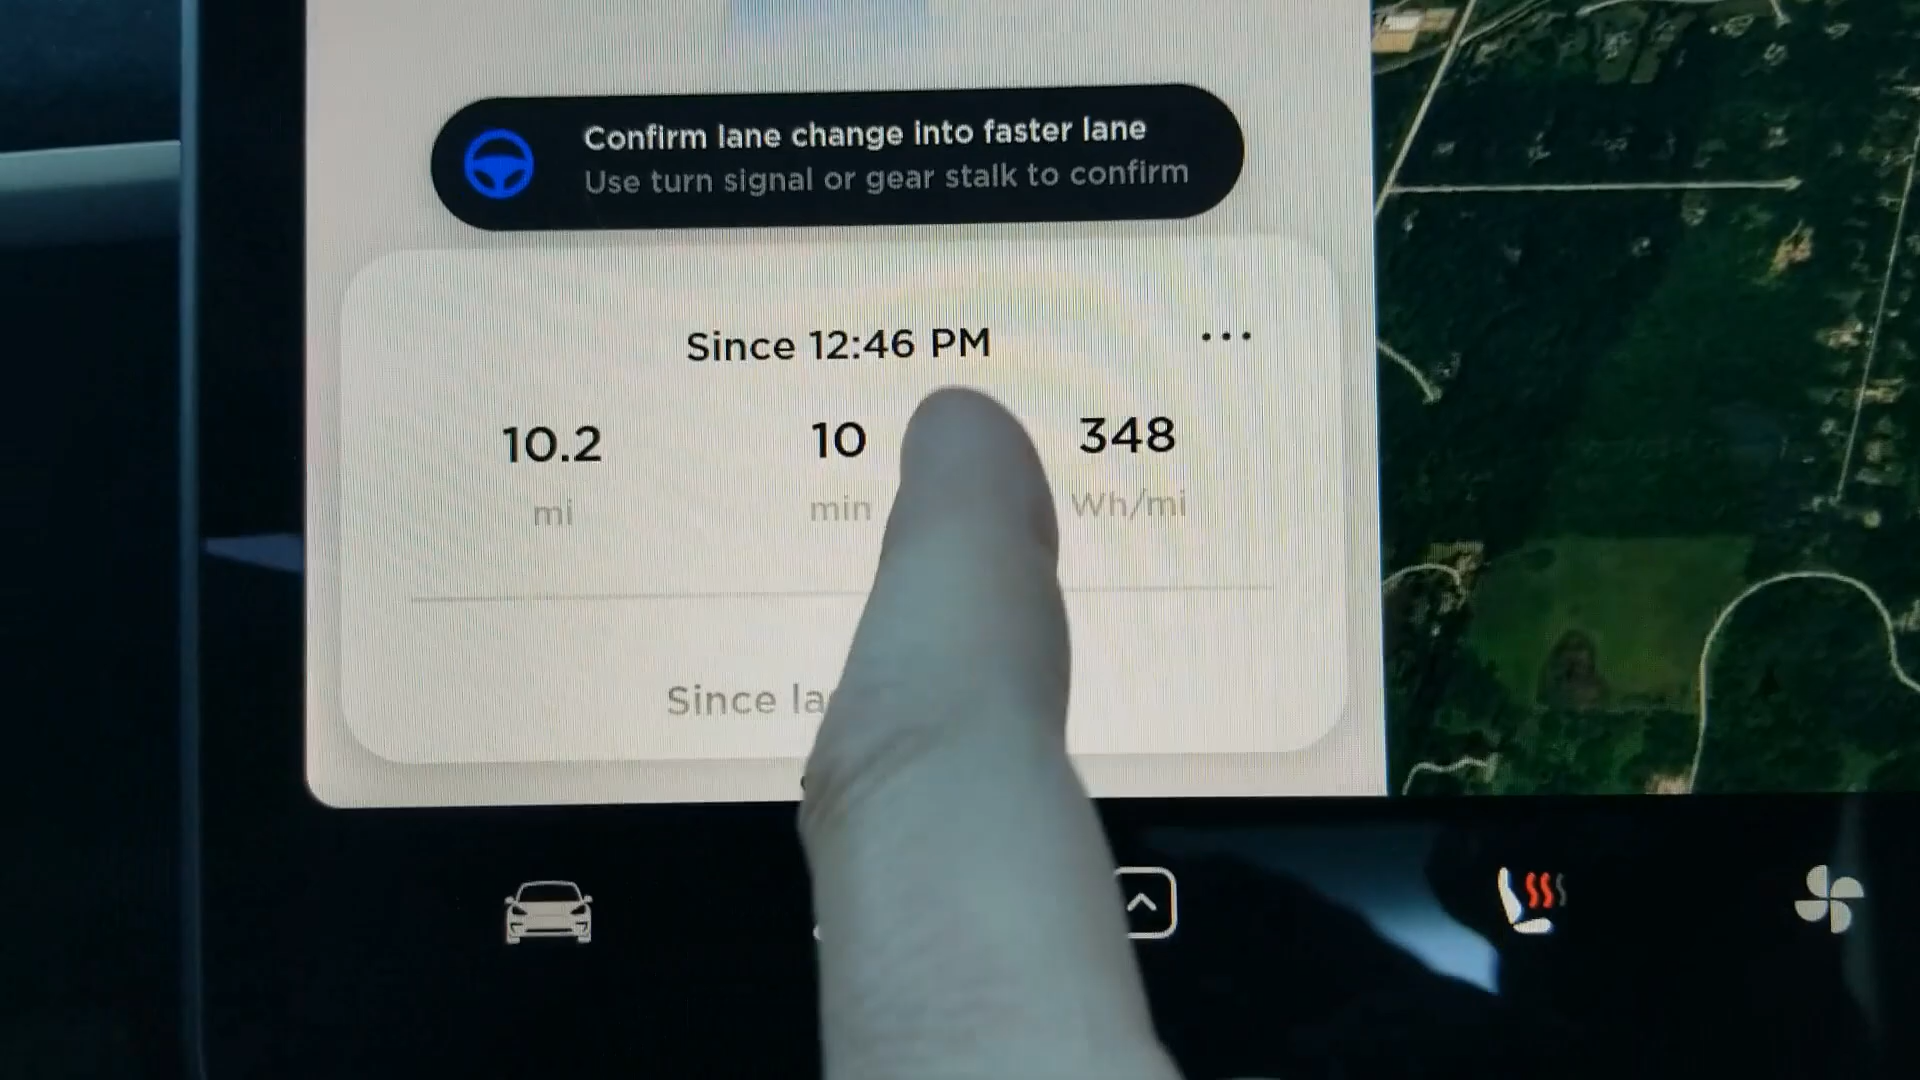 Confirm lane change into faster lane
Use turn signal or gear stalk to confirm
Since 12:46 PM
10.2 10 348
mi min Wh/mi
Since